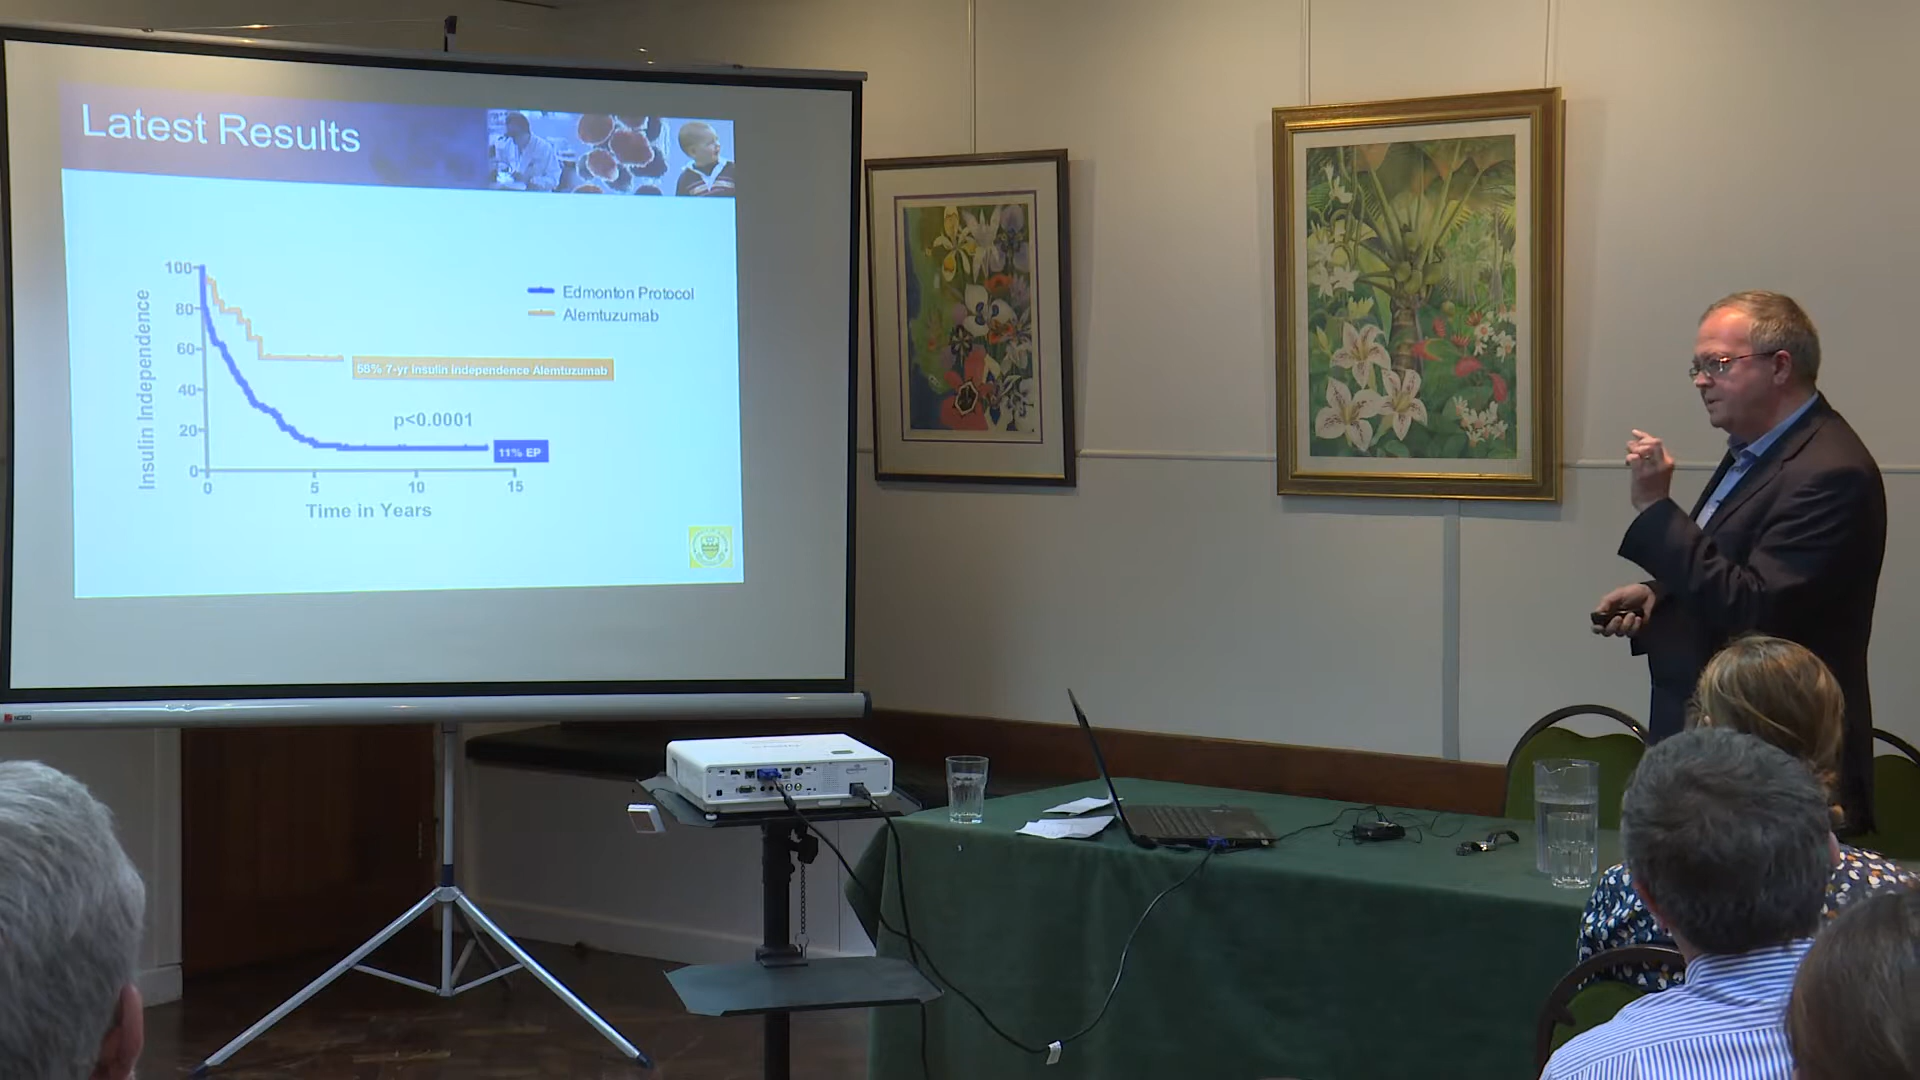 Latest Results
100
80
60
40
20
0
Insulin Independence
Edmonton Protocol
Alemtuzumab
56% 7-yr Insulin Independence Alemtuzumab
p<0.0001
11% EP
0 5 10 15
Time in Years
NOBO